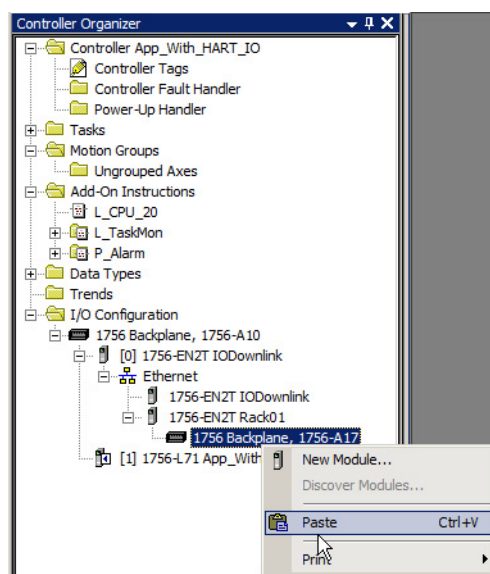 Controller Organizer
Controller App_With_HART_IO
Controller Tags
Controller Fault Handler
Power-Up Handler
Tasks
Motion Groups
Ungrouped Axes
Add-On Instructions
L_CPU_20
L_TaskMon
P_Alarm
Data Types
Trends
I/O Configuration
1756 Backplane, 1756-A10
[0] 1756-EN2T IODownlink
Ethernet
1756-EN2T IODownlink
1756-EN2T Rack01
1756 Backplane, 1756-A17
[1] 1756-L71 App_With
New Module...
Discover Modules...
Paste Ctrl+V
Print